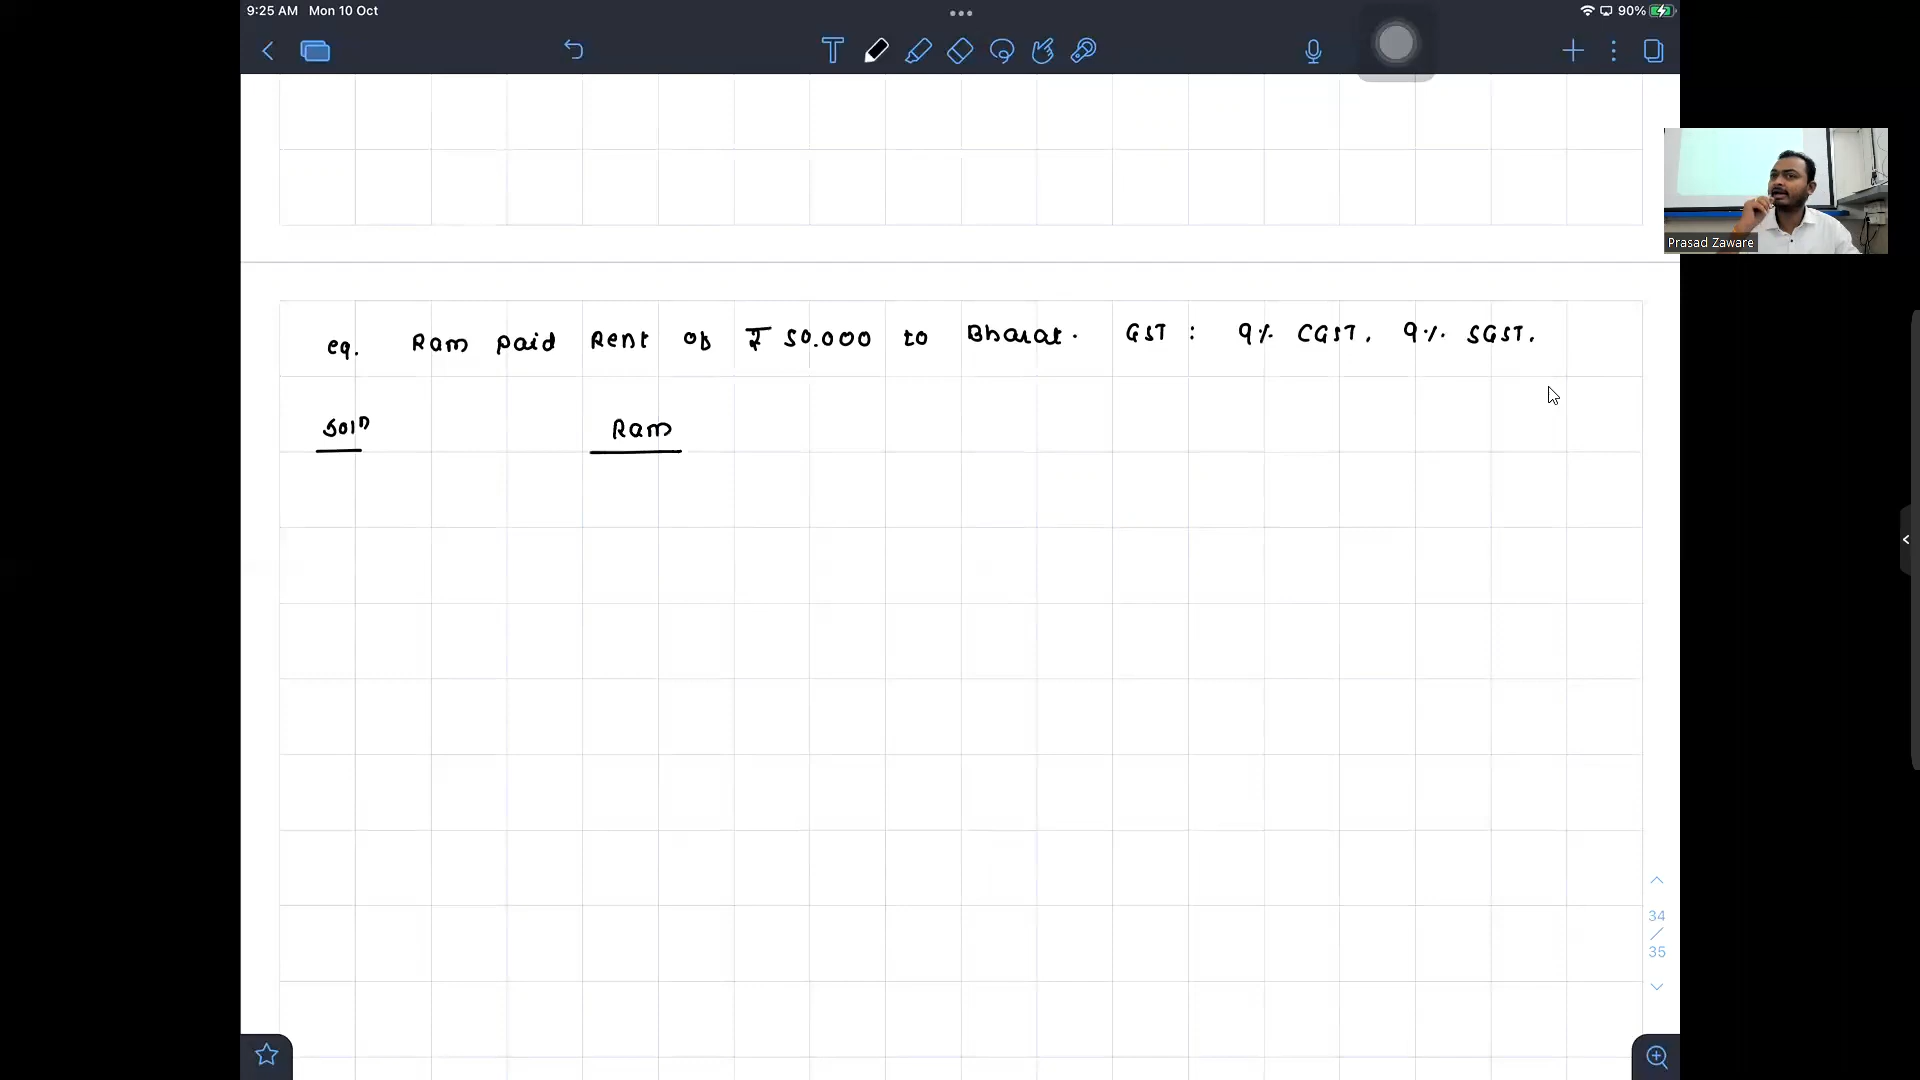 9:25 AM Mon 10 Oct
90%
Prasad Zaware
eg. Ram paid Rent of ₹ 50.000 to Bharat. GST : 9% CGST. 9% SGST.
Solⁿ Ram
34
/
35